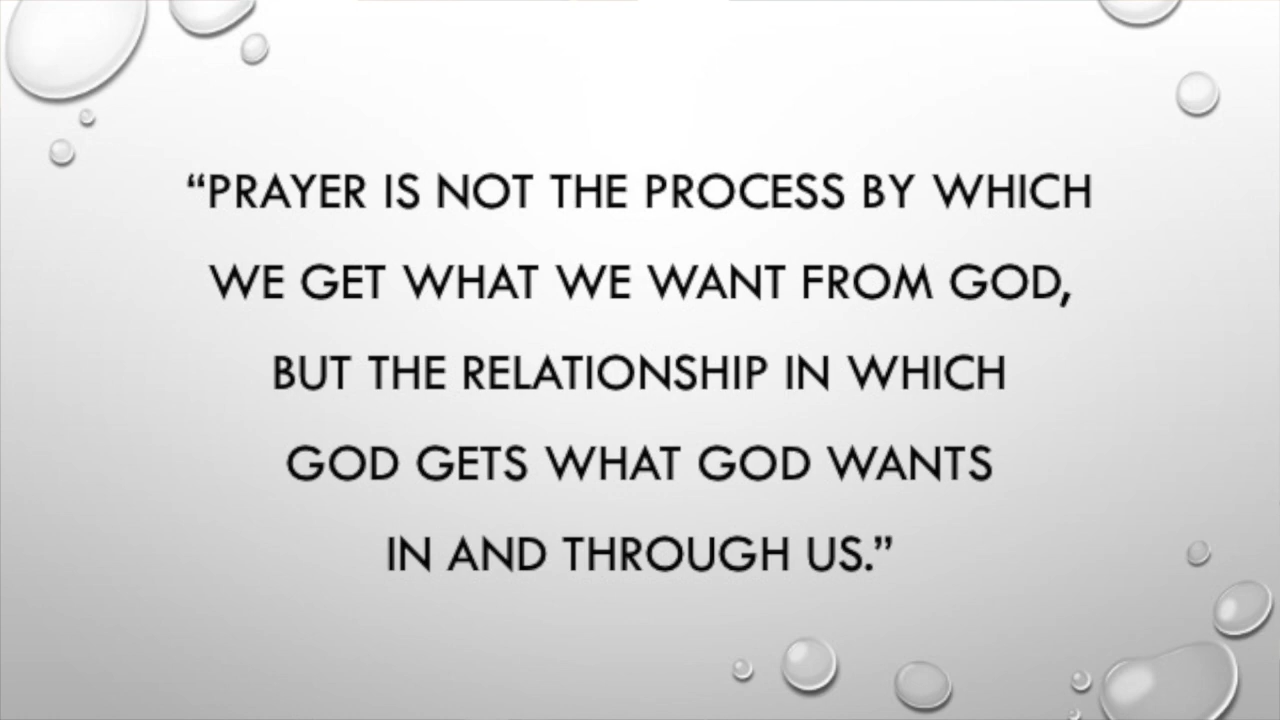 “PRAYER IS NOT THE PROCESS BY WHICH
WE GET WHAT WE WANT FROM GOD,
BUT THE RELATIONSHIP IN WHICH
GOD GETS WHAT GOD WANTS
IN AND THROUGH US.”